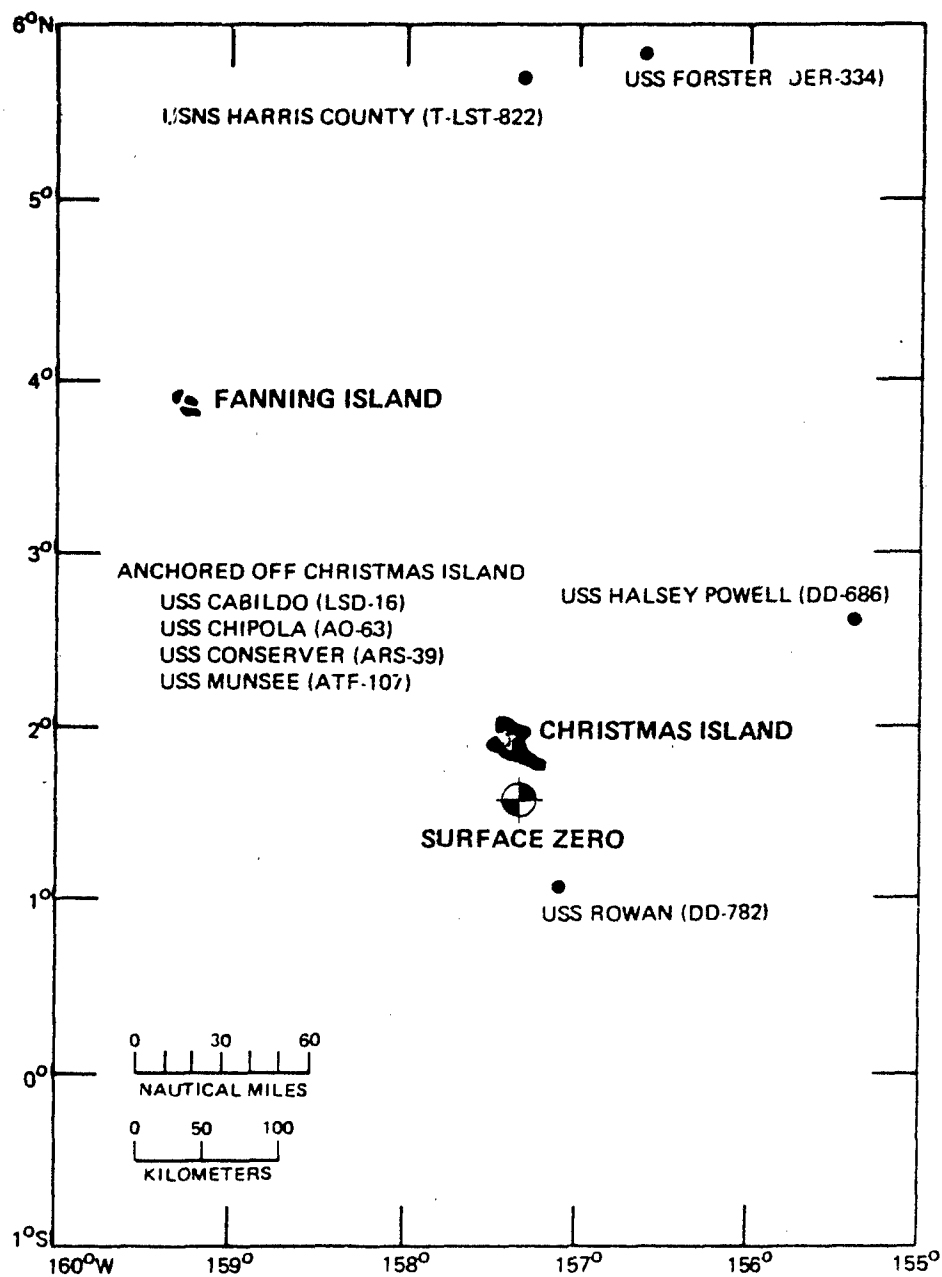 6°N
USS FORSTER (DER-334)
USNS HARRIS COUNTY (T-LST-822)
5°
4°
FANNING ISLAND
3°
ANCHORED OFF CHRISTMAS ISLAND
USS CABILDO (LSD-16)
USS CHIPOLA (AO-63)
USS CONSERVER (ARS-39)
USS MUNSEE (ATF-107)
USS HALSEY POWELL (DD-686)
2°
CHRISTMAS ISLAND
SURFACE ZERO
1°
USS ROWAN (DD-782)
0 30 60
NAUTICAL MILES
0°
0 50 100
KILOMETERS
1°S
160°W 159° 158° 157° 156° 155°